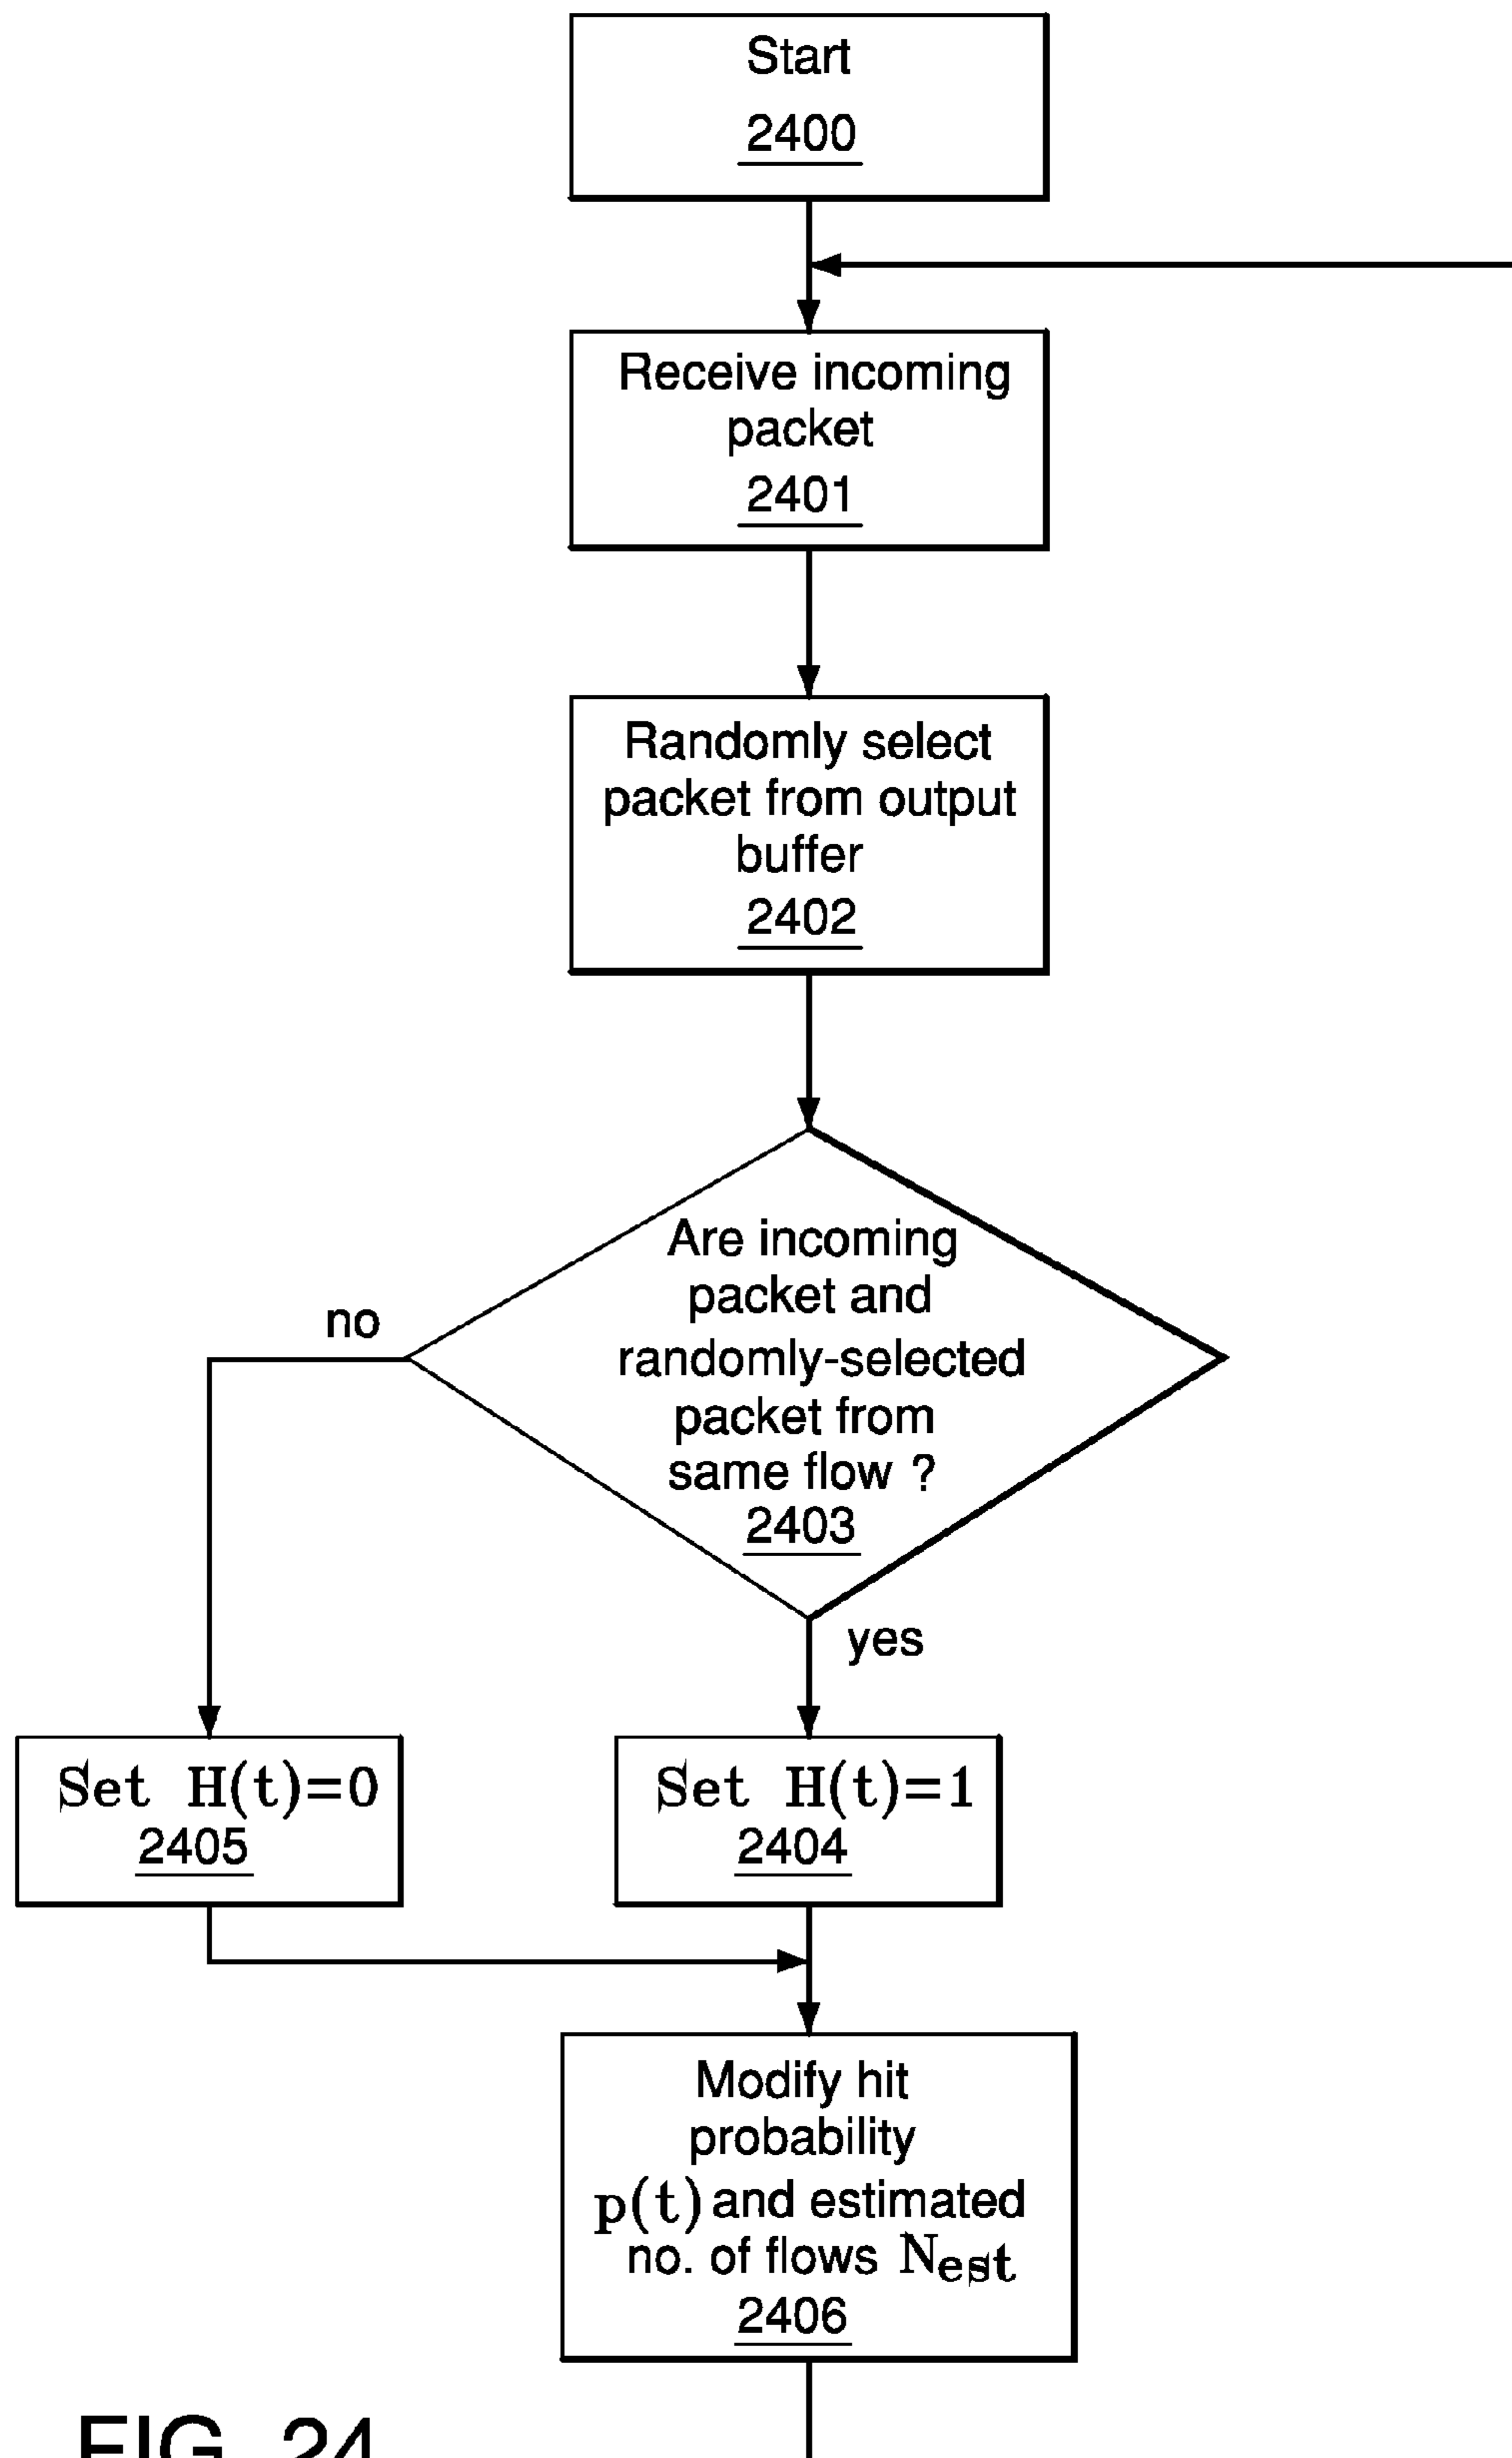 Start
2400
Receive incoming
packet
2401
Randomly select
packet from output
buffer
2402
Are incoming
packet and
randomly-selected
packet from
same flow ?
2403
no
yes
Set H(t)=0
2405
Set H(t)=1
2404
Modify hit
probability
p(t) and estimated
no. of flows Nest
2406
FIG. 24